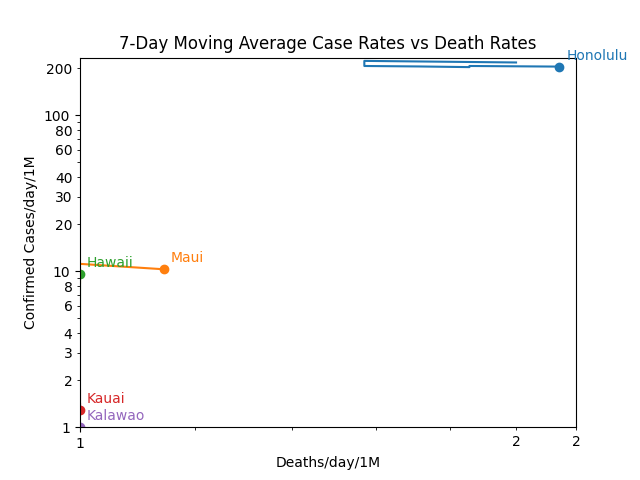 7-Day Moving Average Case Rates vs Death Rates
Honolulu
200
100
80
60
40
30
20
10
8
6
4
3
2
1
Confirmed Cases/day/1M
Maui
Hawaii
Kauai
Kalawao
1
2
2
Deaths/day/1M